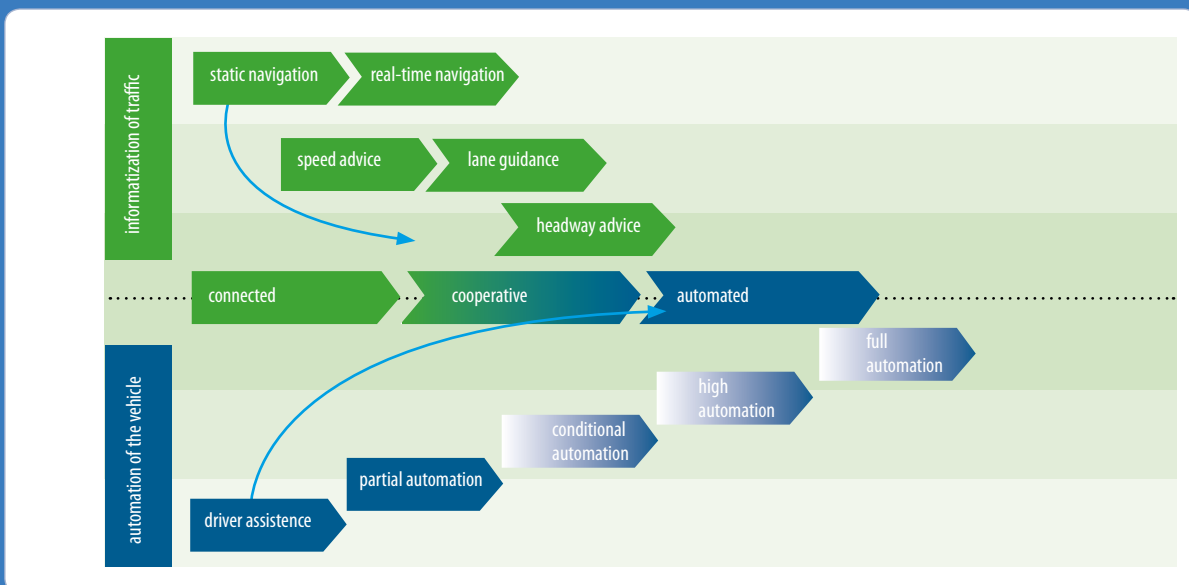 informatization of traffic
static navigation
real-time navigation
speed advice
lane guidance
headway advice
connected
cooperative
automated
automation of the vehicle
full
automation
high
automation
conditional
automation
partial automation
driver assistence